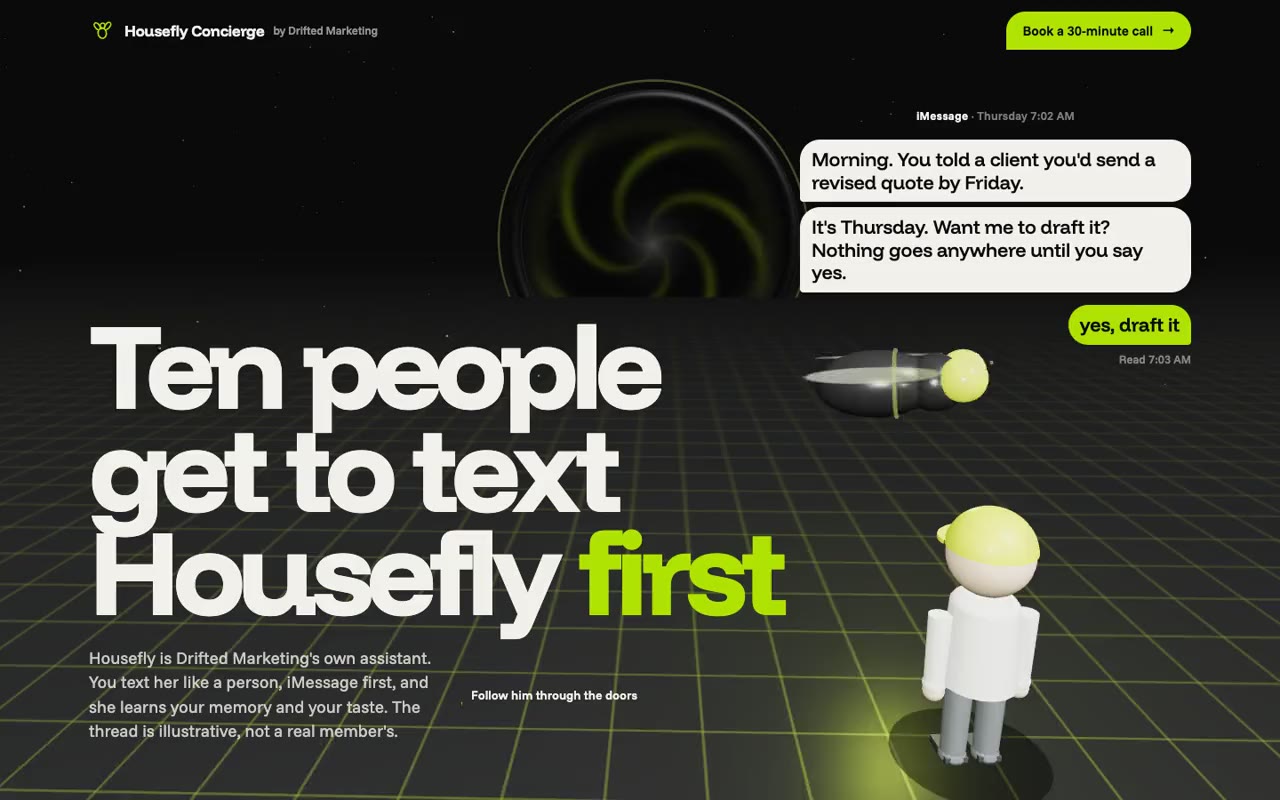 Housefly Concierge by Drifted Marketing
Book a 30-minute call →
iMessage · Thursday 7:02 AM
Morning. You told a client you'd send a
revised quote by Friday.
It's Thursday. Want me to draft it?
Nothing goes anywhere until you say
yes.
yes, draft it
Read 7:03 AM
Ten people
get to text
Housefly first
Housefly is Drifted Marketing's own assistant.
You text her like a person, iMessage first, and
she learns your memory and your taste. The
thread is illustrative, not a real member's.
Follow him through the doors